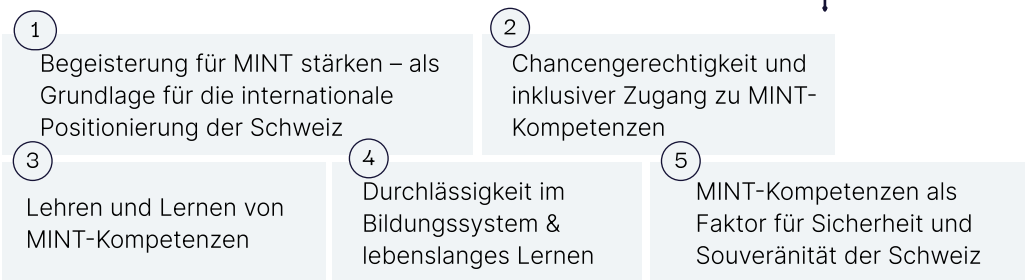 1
Begeisterung für MINT stärken – als
Grundlage für die internationale
Positionierung der Schweiz
2
Chancengerechtigkeit und
inklusiver Zugang zu MINT-
Kompetenzen
3
Lehren und Lernen von
MINT-Kompetenzen
4
Durchlässigkeit im
Bildungssystem &
lebenslanges Lernen
5
MINT-Kompetenzen als
Faktor für Sicherheit und
Souveränität der Schweiz